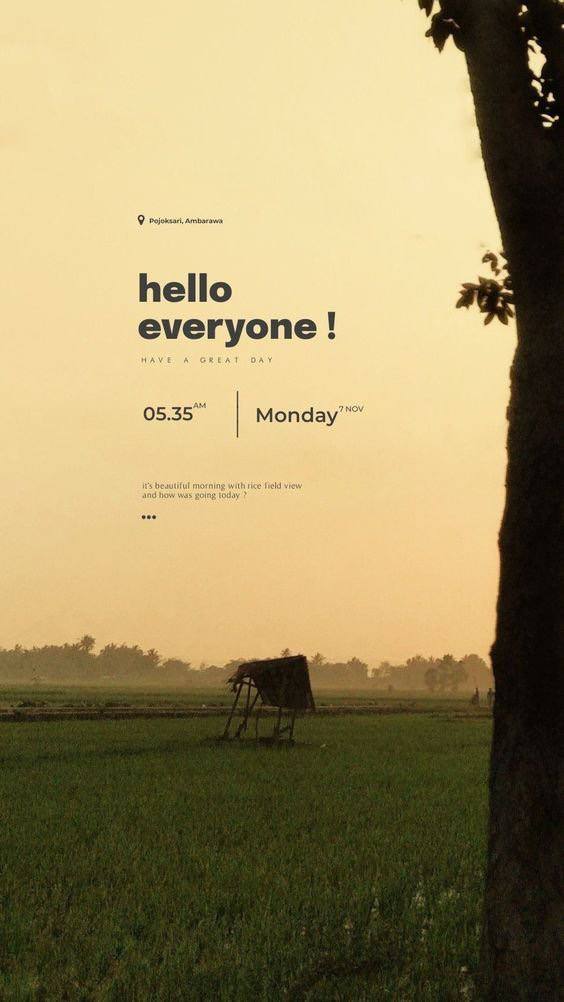 Pojoksari, Ambarawa
hello
everyone !
HAVE A GREAT DAY
05.35 AM
Monday 7 NOV
it's beautiful morning with rice field view
and how was going today ?